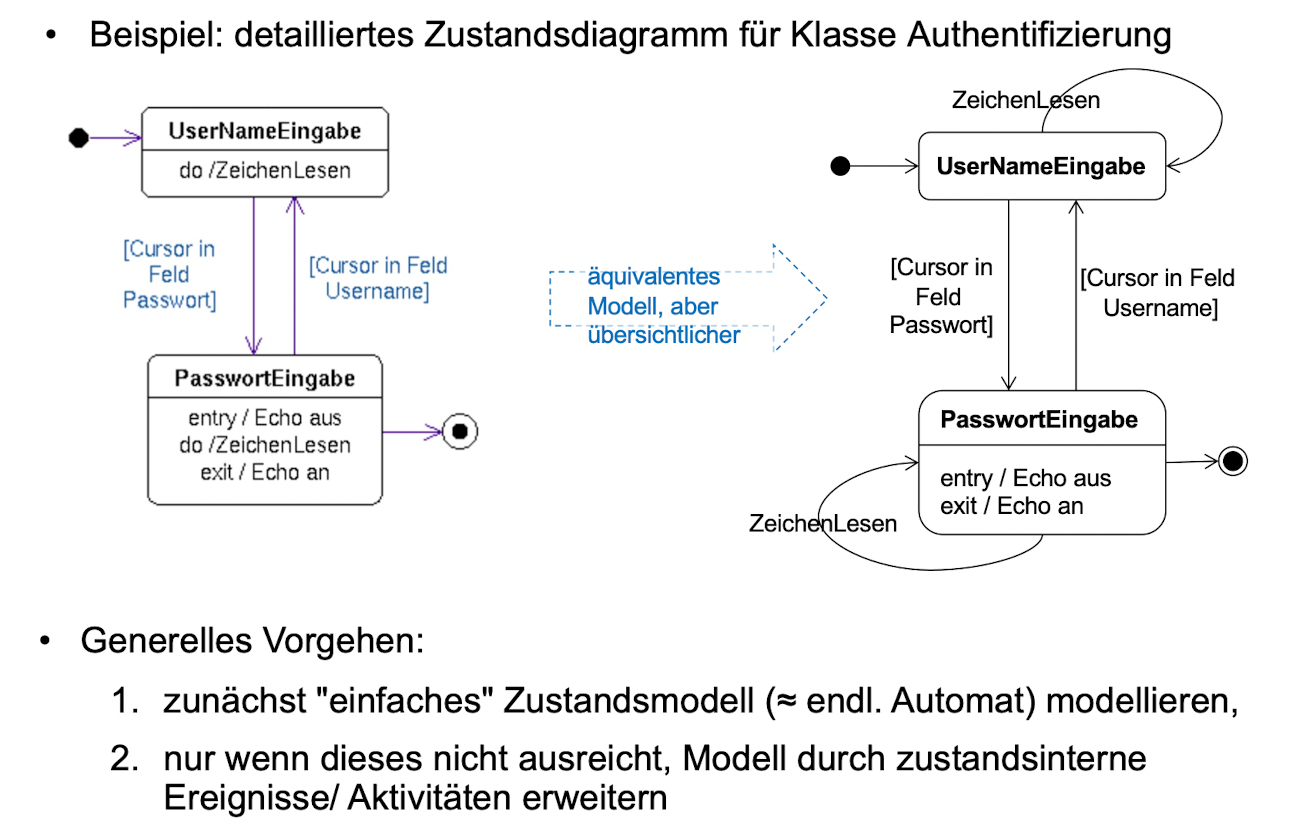 • Beispiel: detailliertes Zustandsdiagramm für Klasse Authentifizierung
UserNameEingabe
do /ZeichenLesen
[Cursor in
Feld
Passwort]
[Cursor in Feld
Username]
PasswortEingabe
entry / Echo aus
do /ZeichenLesen
exit / Echo an
äquivalentes
Modell, aber
übersichtlicher
ZeichenLesen
UserNameEingabe
[Cursor in
Feld
Passwort]
[Cursor in Feld
Username]
PasswortEingabe
entry / Echo aus
exit / Echo an
ZeichenLesen
• Generelles Vorgehen:
1. zunächst "einfaches" Zustandsmodell (≈ endl. Automat) modellieren,
2. nur wenn dieses nicht ausreicht, Modell durch zustandsinterne
Ereignisse/ Aktivitäten erweitern